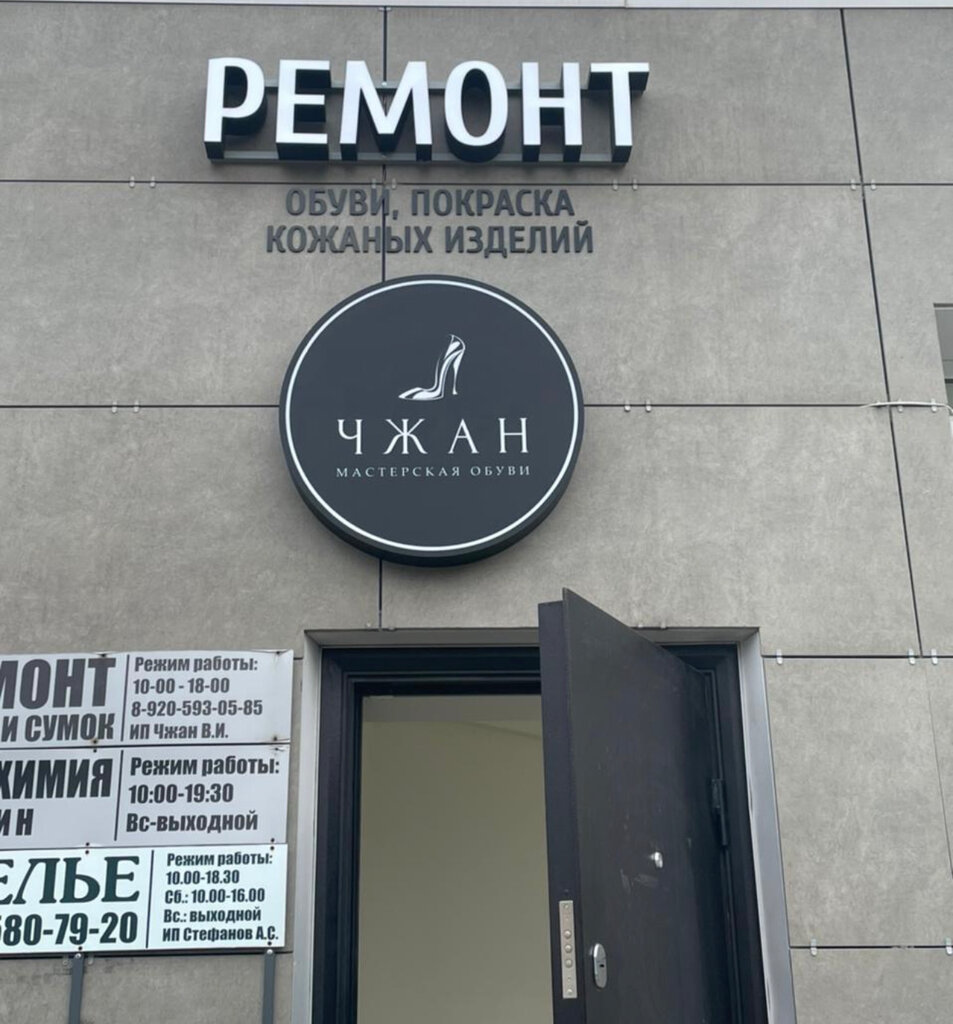 РЕМОНТ
ОБУВИ, ПОКРАСКА
КОЖАНЫХ ИЗДЕЛИЙ
ЧЖАН
МАСТЕРСКАЯ ОБУВИ
МОНТ
И СУМОК
Режим работы:
10-00 - 18-00
8-920-593-05-85
ИП Чжан В.И.
ХИМИЯ
ИН
Режим работы:
10:00-19:30
Вс-выходной
ЕЛЬЕ
580-79-20
Режим работы:
10.00-18.30
Сб.: 10.00-16.00
Вс.: выходной
ИП Стефанов А.С.